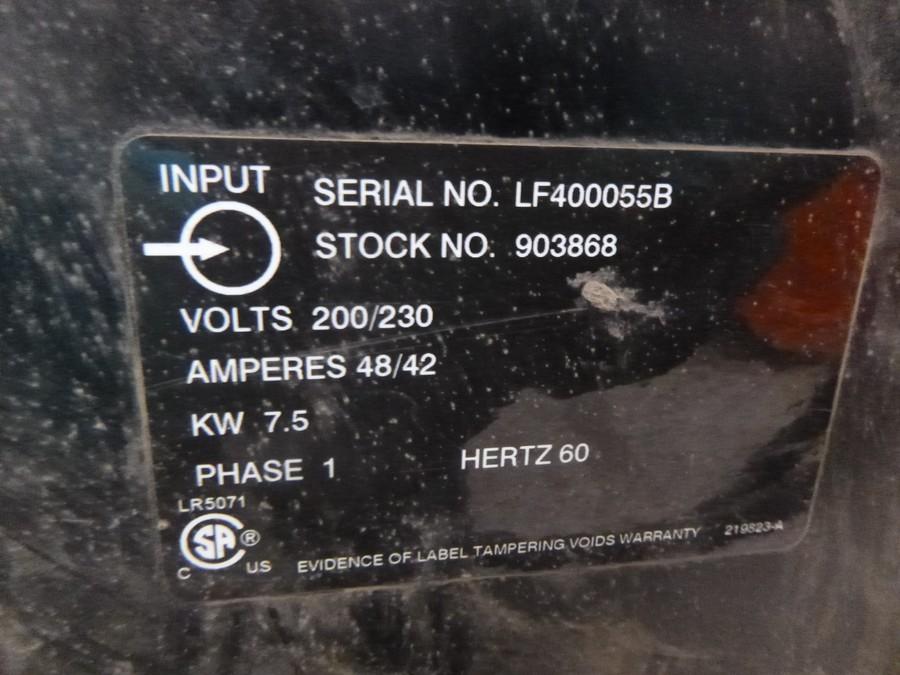 INPUT
SERIAL NO. LF400055B
STOCK NO. 903868
VOLTS 200/230
AMPERES 48/42
KW 7.5
PHASE 1
HERTZ 60
LR5071
SA ®
C US
EVIDENCE OF LABEL TAMPERING VOIDS WARRANTY
219823-A